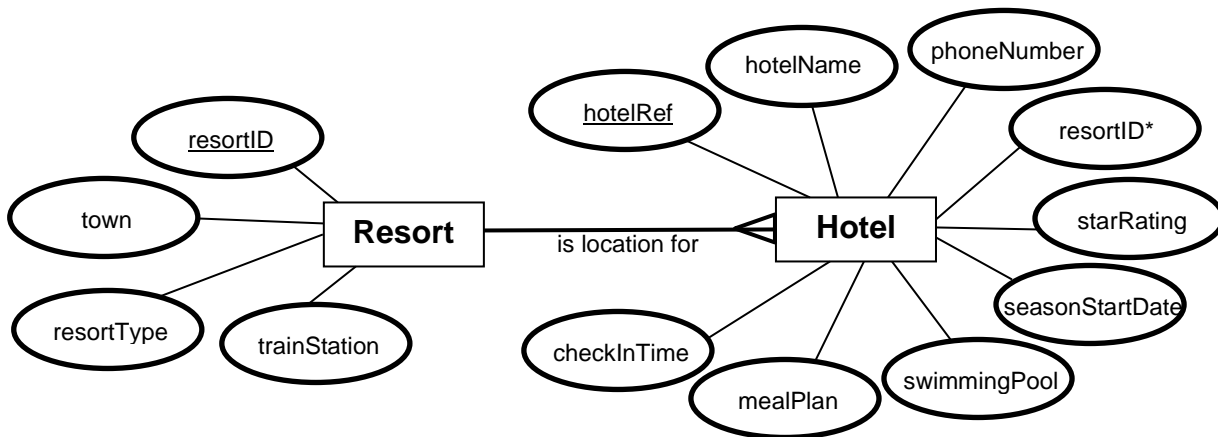 phoneNumber
hotelName
hotelRef
resortID
resortID*
town
starRating
Resort
Hotel
is location for
seasonStartDate
resortType
trainStation
checkInTime
swimmingPool
mealPlan